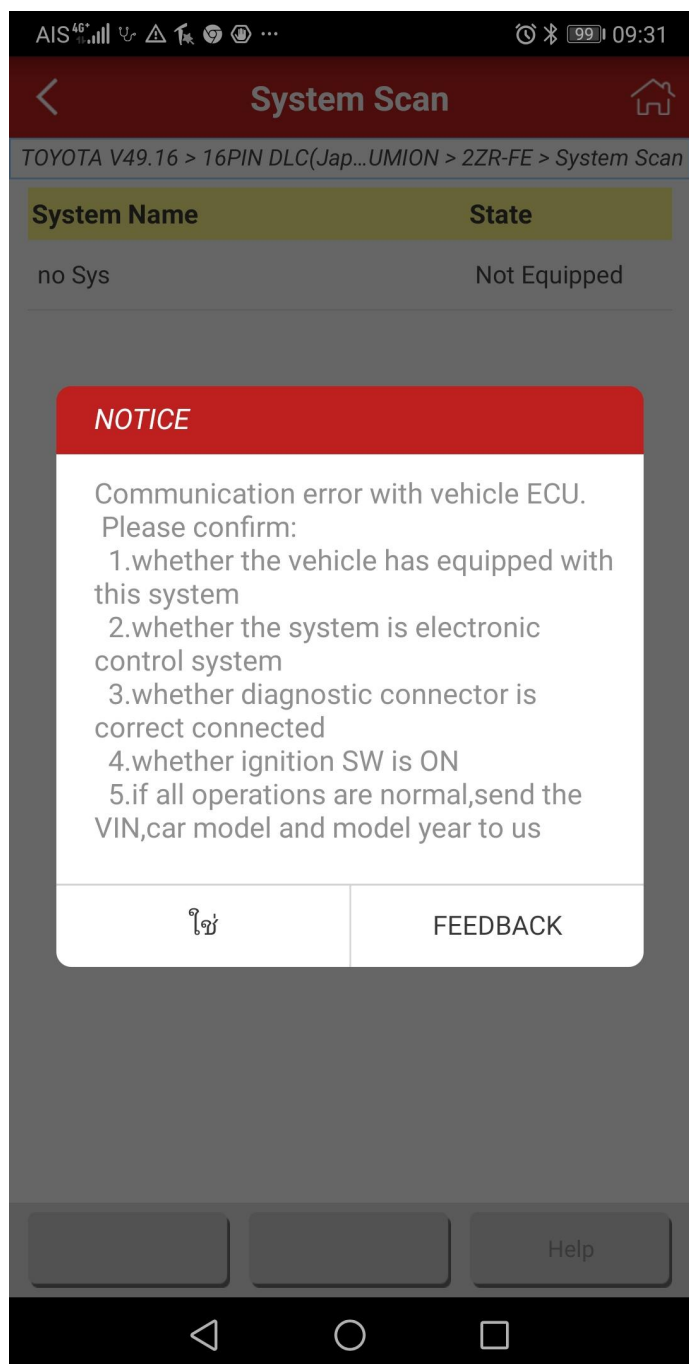 AIS 4G+ ... 99 09:31
System Scan
TOYOTA V49.16 > 16PIN DLC(Jap...UMION > 2ZR-FE > System Scan
System Name State
no Sys Not Equipped
NOTICE
Communication error with vehicle ECU.
Please confirm:
1.whether the vehicle has equipped with
this system
2.whether the system is electronic
control system
3.whether diagnostic connector is
correct connected
4.whether ignition SW is ON
5.if all operations are normal,send the
VIN,car model and model year to us
ใช่ FEEDBACK
Help